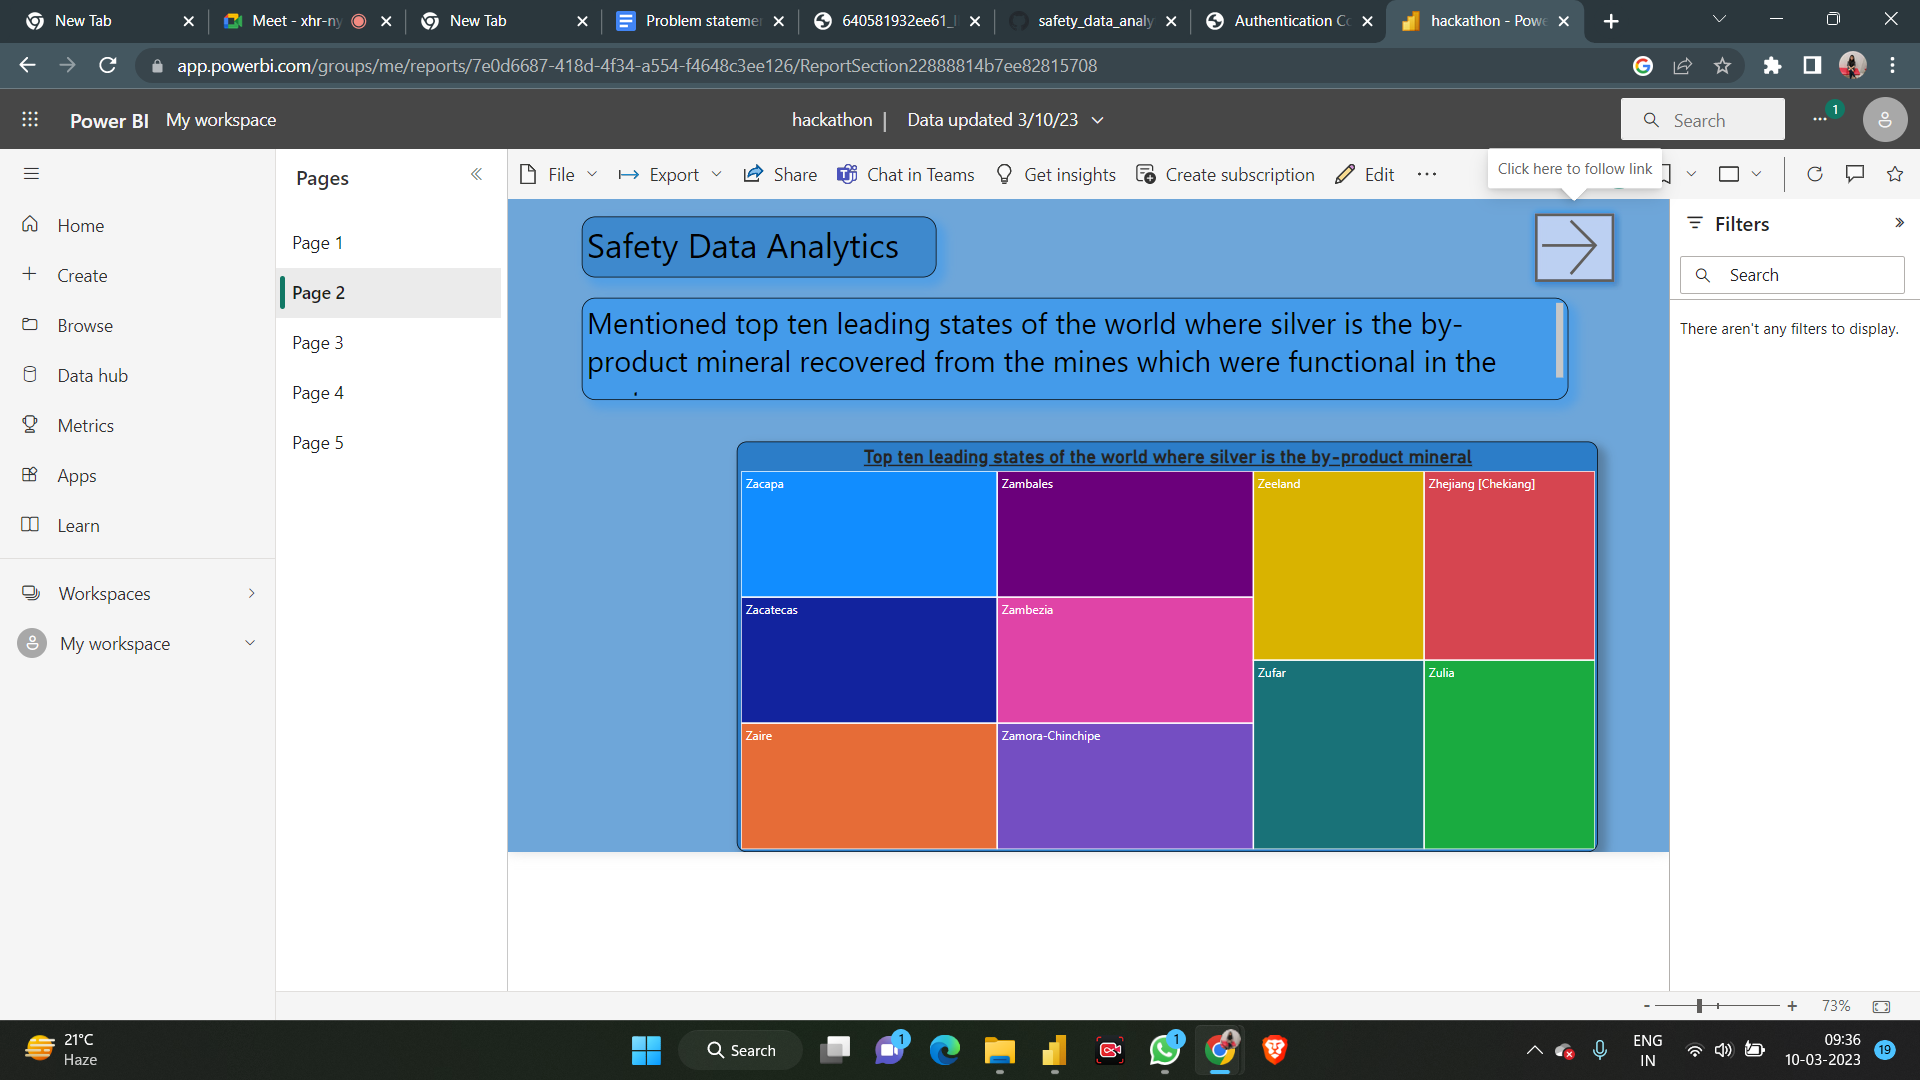 New Tab
Meet - xhr-ny
New Tab
Problem stateme
640581932ee61_
safety_data_analy
Authentication Co
hackathon - Powe
app.powerbi.com/groups/me/reports/7e0d6687-418d-4f34-a554-f4648c3ee126/ReportSection22888814b7ee82815708
Power BI My workspace
hackathon | Data updated 3/10/23
Search
1
Pages
File
Export
Share
Chat in Teams
Get insights
Create subscription
Edit
Click here to follow link
Home
Create
Browse
Data hub
Metrics
Apps
Learn
Workspaces
My workspace
Page 1
Page 2
Page 3
Page 4
Page 5
Safety Data Analytics
Mentioned top ten leading states of the world where silver is the by-
product mineral recovered from the mines which were functional in the
Top ten leading states of the world where silver is the by-product mineral
Zacapa
Zambales
Zeeland
Zhejiang [Chekiang]
Zacatecas
Zambezia
Zufar
Zulia
Zaire
Zamora-Chinchipe
Filters
Search
There aren't any filters to display.
- + 73%
21°C
Haze
Search
1
1
ENG
IN
09:36
10-03-2023
19